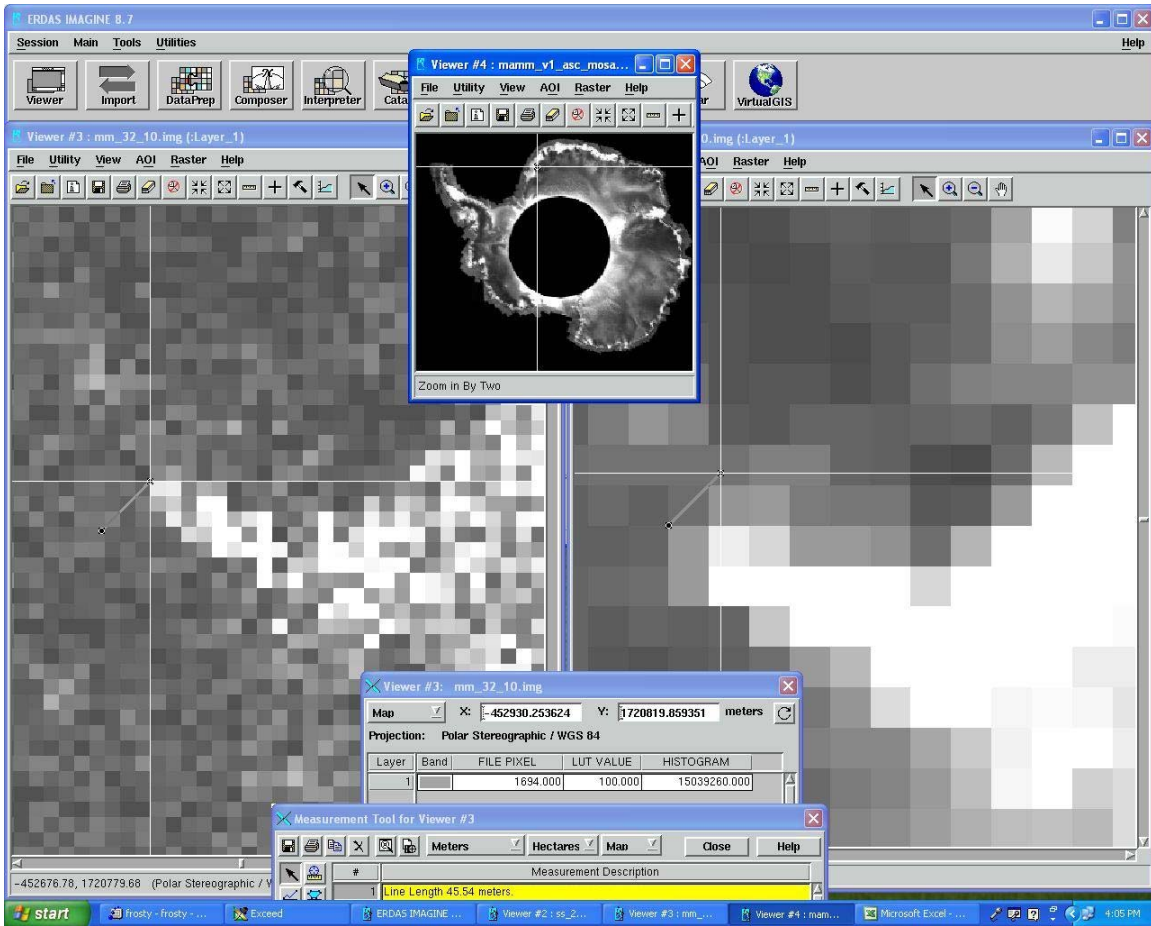 ERDAS IMAGINE 8.7
Session Main Tools Utilities Help
Viewer Import DataPrep Composer Interpreter VirtualGIS
Viewer #4 : mamm_v1_asc_mosa...
File Utility View AOI Raster Help
Zoom in By Two
Viewer #3 : mm_32_10.img (:Layer_1)
File Utility View AOI Raster Help
0.img (:Layer_1)
AOI Raster Help
Viewer #3: mm_32_10.img
Map X: -452930.253624 Y: 1720819.859351 meters
Projection: Polar Stereographic / WGS 84
Layer Band FILE PIXEL LUT VALUE HISTOGRAM
1 1694.000 100.000 15039260.000
Measurement Tool for Viewer #3
Meters Hectares Map Close Help
# Measurement Description
1 Line Length 45.54 meters.
-452676.78, 1720779.68 (Polar Stereographic /
start frosty - frosty - ... Exceed ERDAS IMAGINE ... Viewer #2 : ss_2... Viewer #3 : mm_... Viewer #4 : mam... Microsoft Excel - ... 4:05 PM